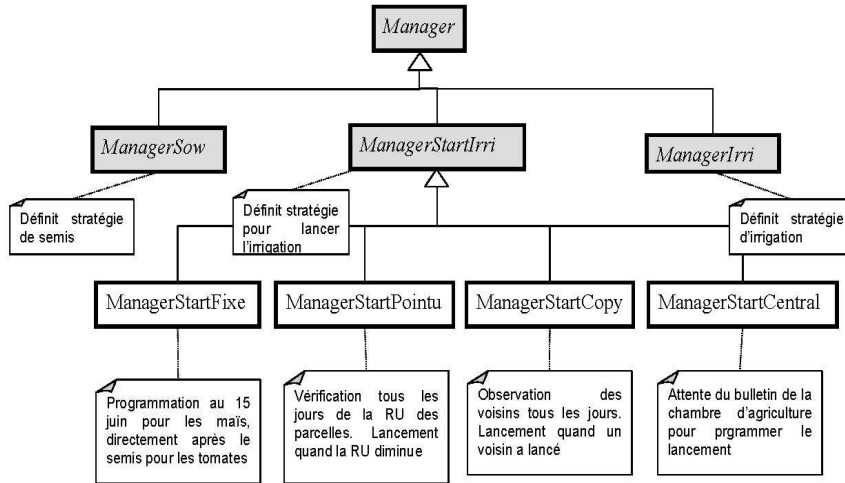 Manager
ManagerSow
ManagerStartIrri
ManagerIrri
Définit stratégie
de semis
Définit stratégie
pour lancer
l'irrigation
Définit stratégie
d'irrigation
ManagerStartFixe
ManagerStartPointu
ManagerStartCopy
ManagerStartCentral
Programmation au 15
juin pour les maïs,
directement après le
semis pour les tomates
Vérification tous les
jours de la RU des
parcelles. Lancement
quand la RU diminue
Observation des
voisins tous les jours.
Lancement quand un
voisin a lancé
Attente du bulletin de la
chambre d'agriculture
pour prgrammer le
lancement